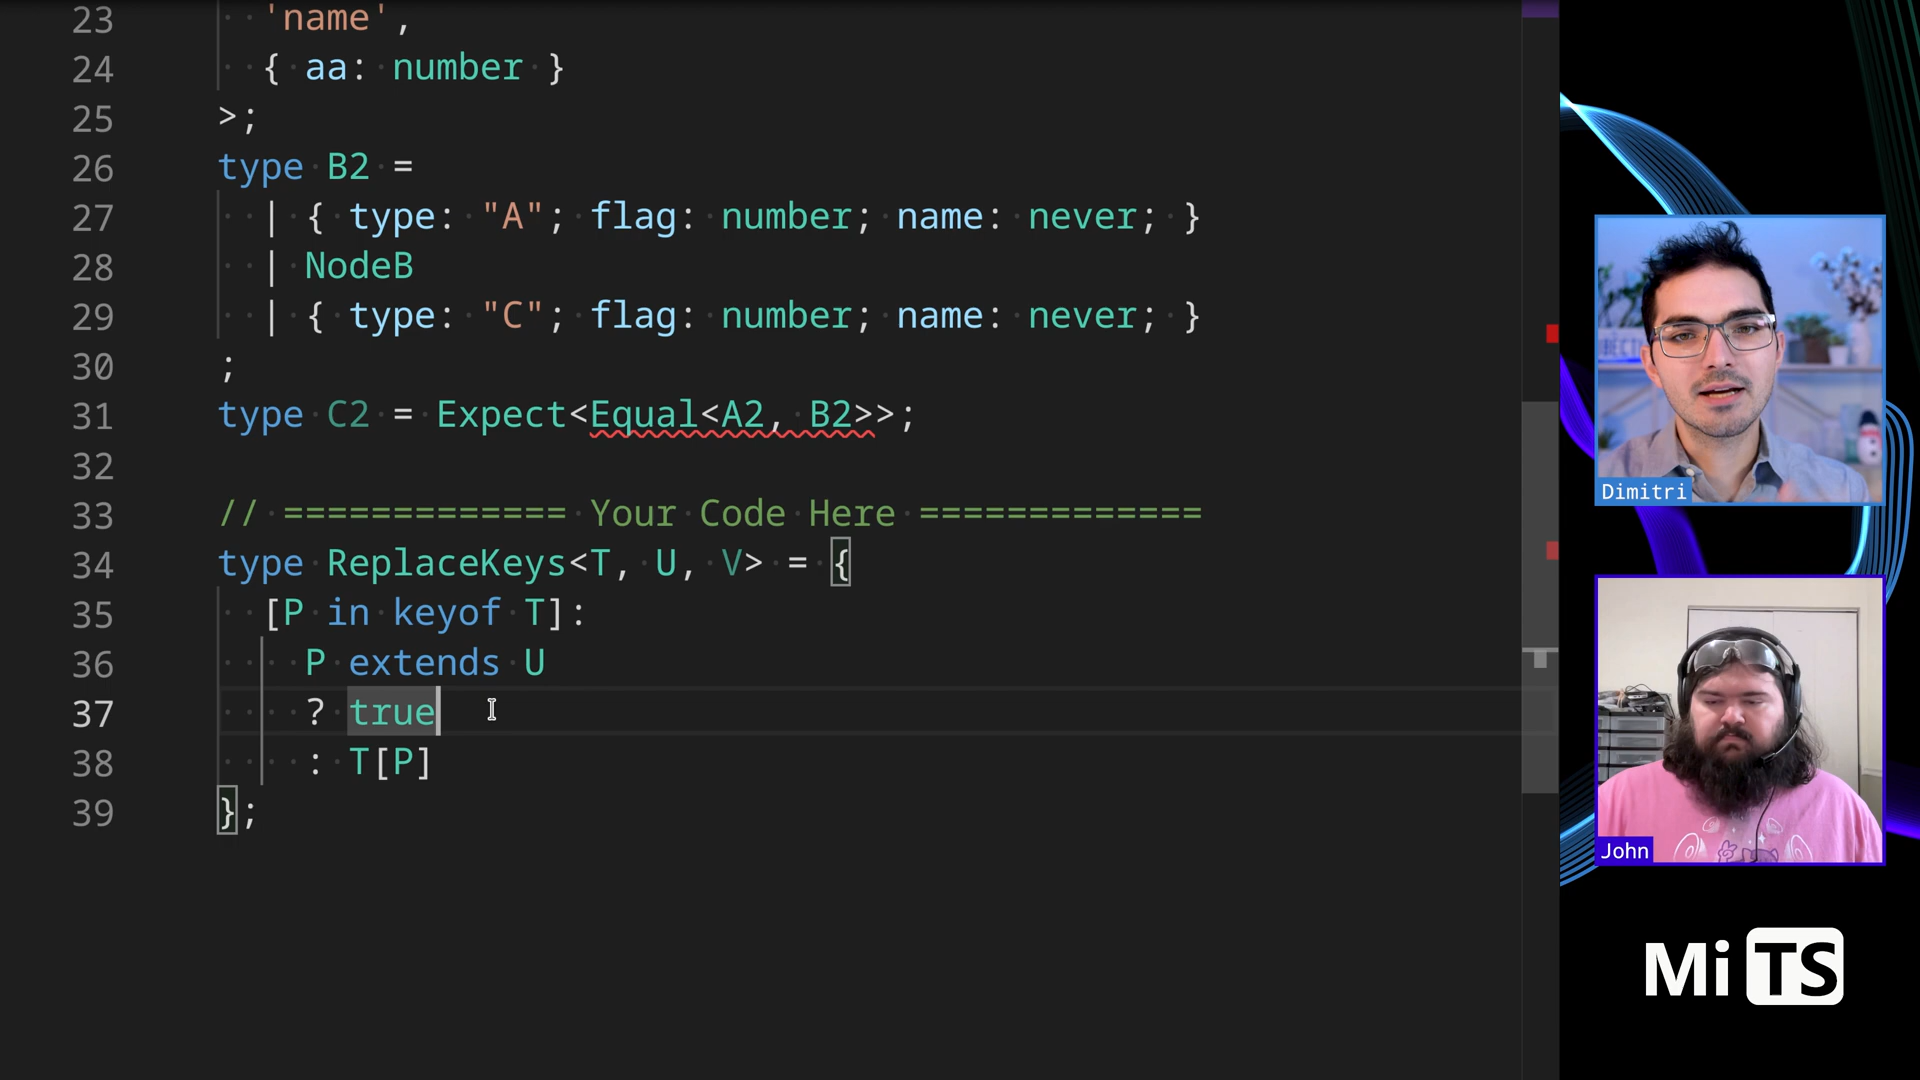 23 'name',
24 { aa: number }
25 >;
26 type B2 =
27 | { type: "A"; flag: number; name: never; }
28 | NodeB
29 | { type: "C"; flag: number; name: never; }
30 ;
31 type C2 = Expect<Equal<A2, B2>>;
32
33 // ============= Your Code Here =============
34 type ReplaceKeys<T, U, V> = {
35 [P in keyof T]:
36 P extends U
37 ? true
38 : T[P]
39 };
Dimitri
John
Mi TS